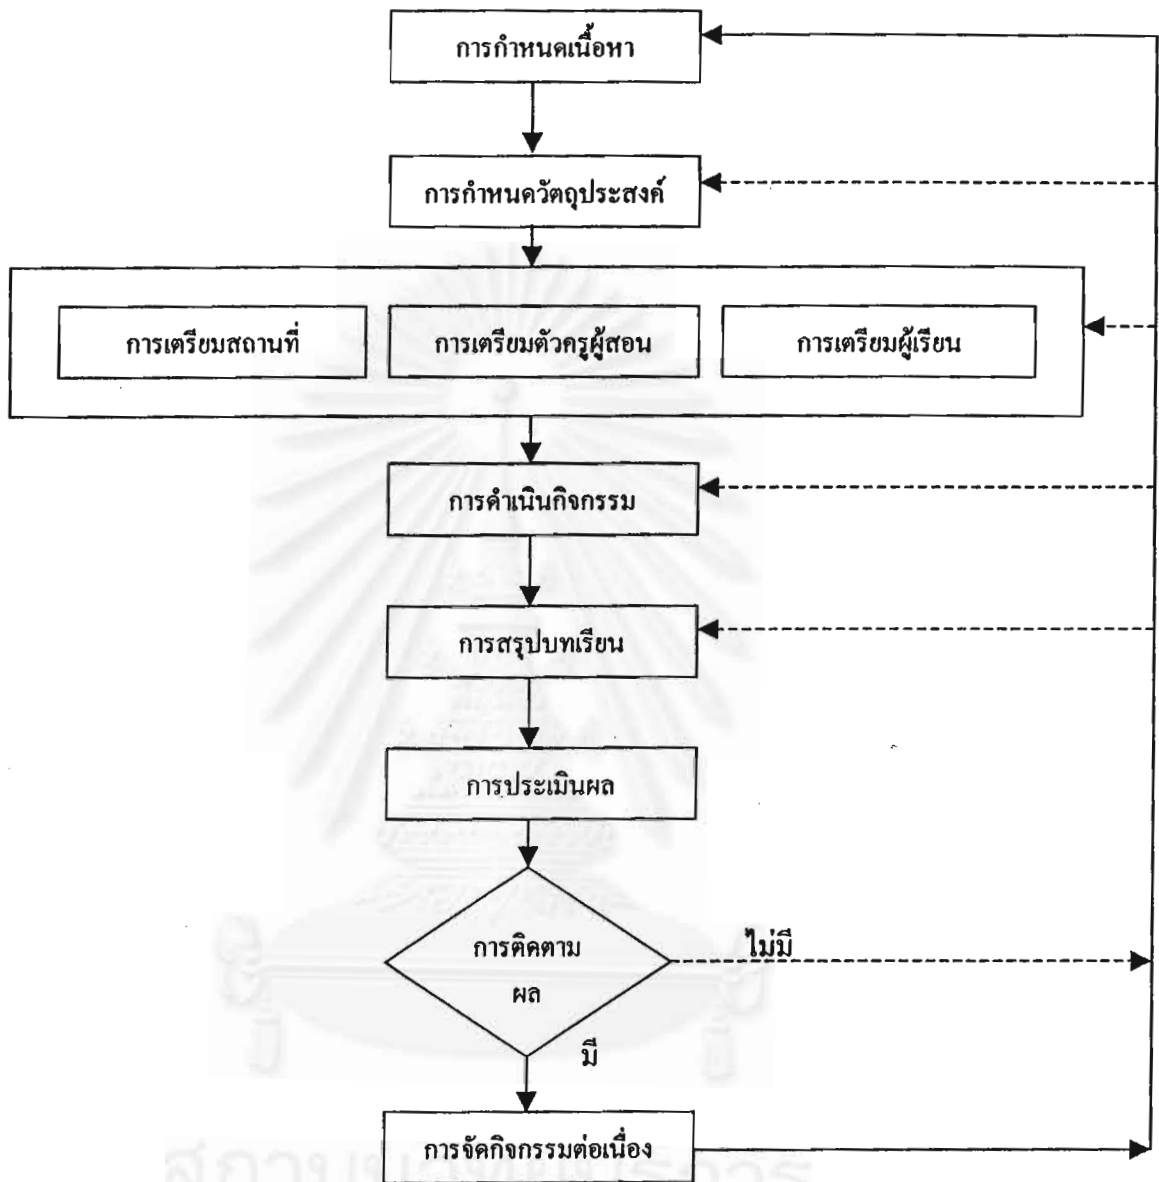 การกำหนดเนื้อหา
การกำหนดวัตถุประสงค์
การเตรียมสถานที่ การเตรียมตัวครูผู้สอน การเตรียมผู้เรียน
การดำเนินกิจกรรม
การสรุปบทเรียน
การประเมินผล
การติดตาม
ผล
ไม่มี
มี
การจัดกิจกรรมต่อเนื่อง